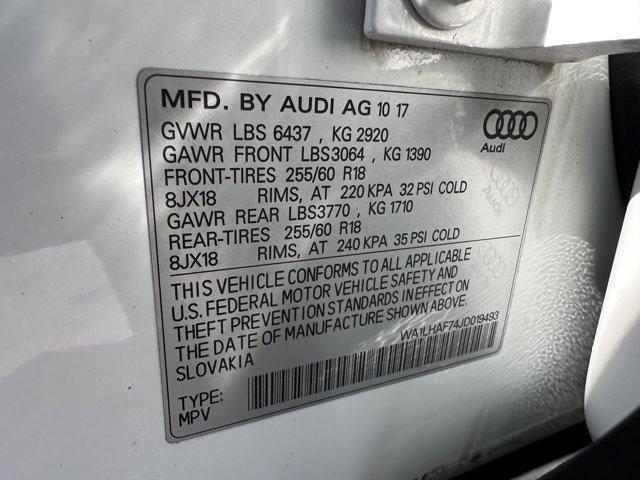 MFD. BY AUDI AG 10 17
GVWR LBS 6437 , KG 2920
GAWR FRONT LBS3064 , KG 1390
FRONT-TIRES 255/60 R18
8JX18 RIMS, AT 220 KPA 32 PSI COLD
GAWR REAR LBS3770 , KG 1710
REAR-TIRES 255/60 R18
8JX18 RIMS, AT 240 KPA 35 PSI COLD
Audi
Audi
THIS VEHICLE CONFORMS TO ALL APPLICABLE
U.S. FEDERAL MOTOR VEHICLE SAFETY AND
THEFT PREVENTION STANDARDS IN EFFECT ON
THE DATE OF MANUFACTURE SHOWN ABOVE.
SLOVAKIA
WA1LHAF74JD019493
TYPE:
MPV